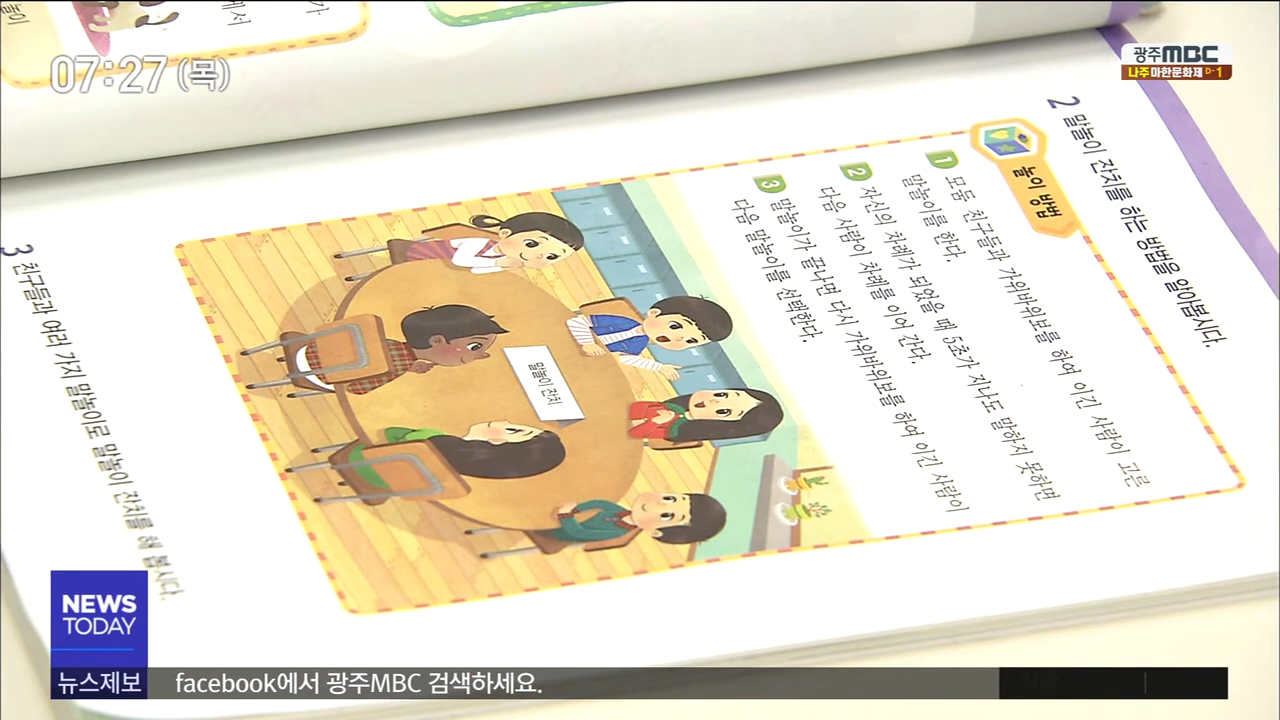 07:27 (목)
광주MBC
나주마한문화제 D-1
에서
가
2 말놀이 잔치를 하는 방법을 알아봅시다.
놀이 방법
1 모둠 친구들과 가위바위보를 하여 이긴 사람이 고른
말놀이를 한다.
2 자신의 차례가 되었을 때 5초가 지나도 말하지 못하면
다음 사람이 차례를 이어 간다.
3 말놀이가 끝나면 다시 가위바위보를 하여 이긴 사람이
다음 말놀이를 선택한다.
말놀이 잔치
3 친구들과 여러 가지 말놀이로 말놀이 잔치를 해 봅시다.
NEWS
TODAY
뉴스제보
facebook에서 광주MBC 검색하세요.